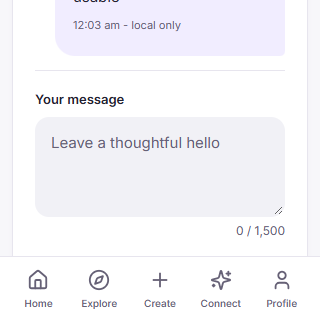 12:03 am - local only
Your message
Leave a thoughtful hello
0 / 1,500
Home Explore Create Connect Profile